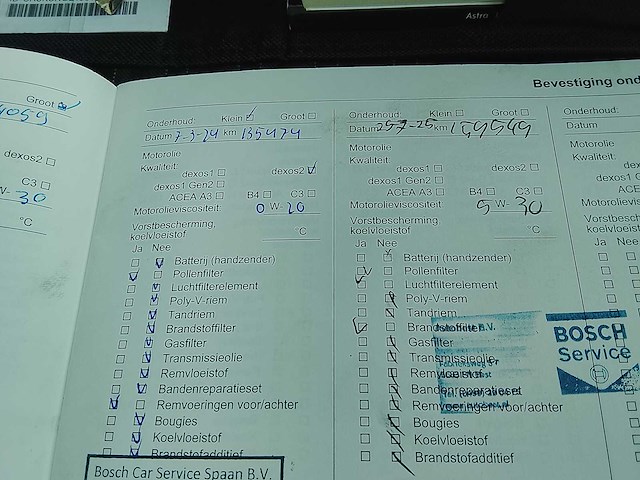 Astra
Bevestiging ond
Groot
dexos2
C3
W- 30
°C
Onderhoud: Klein Groot
Datum 7-3-24 km 135424
Motorolie
Kwaliteit:
dexos1 dexos2
dexos1 Gen2
ACEA A3 B4 C3
Motorolieviscositeit: 0 W- 20
Vorstbescherming,
koelvloeistof °C
Ja Nee
Batterij (handzender)
Pollenfilter
Luchtfilterelement
Poly-V-riem
Tandriem
Brandstoffilter
Gasfilter
Transmissieolie
Remvloeistof
Bandenreparatieset
Remvoeringen voor/achter
Bougies
Koelvloeistof
Brandstofadditief
Bosch Car Service Spaan B.V.
Onderhoud: Klein Groot
Datum 25-7-25 km
Motorolie
Kwaliteit:
dexos1 dexos2
dexos1 Gen2
ACEA A3 B4 C3
Motorolieviscositeit: 5 W- 30
Vorstbescherming,
koelvloeistof °C
Ja Nee
Batterij (handzender)
Pollenfilter
Luchtfilterelement
Poly-V-riem
Tandriem
Brandstoffilter
Gasfilter
Transmissieolie
Remvloeistof
Bandenreparatieset
Remvoeringen voor/achter
Bougies
Koelvloeistof
Brandstofadditief
BOSCH
Service
Onderhoud:
Datum
Motorolie
Kwaliteit:
Ja Nee